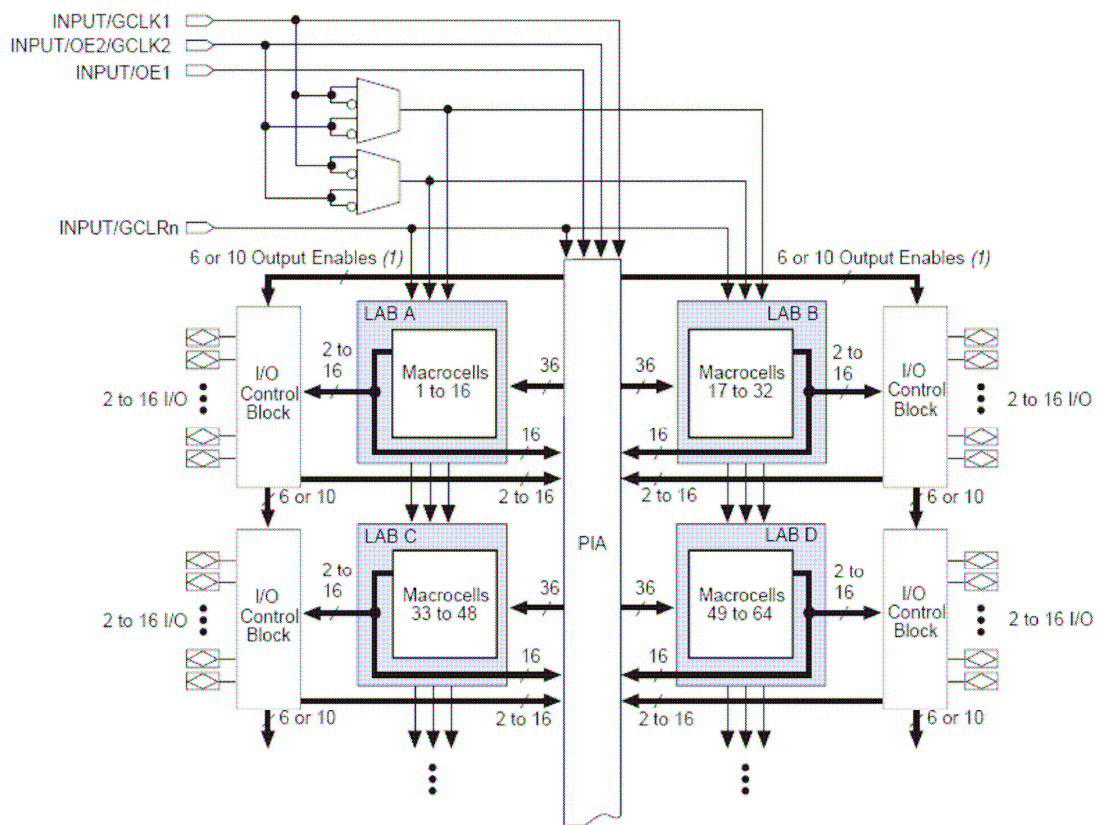 INPUT/GCLK1
INPUT/OE2/GCLK2
INPUT/OE1
INPUT/GCLRn
6 or 10 Output Enables (1)
6 or 10 Output Enables (1)
LAB A
LAB B
2 to
16
Macrocells
1 to 16
36
36
Macrocells
17 to 32
2 to
16
I/O
Control
Block
I/O
Control
Block
2 to 16 I/O
2 to 16 I/O
16
16
6 or 10
2 to 16
2 to 16
6 or 10
LAB C
LAB D
PIA
2 to
16
Macrocells
33 to 48
36
36
Macrocells
49 to 64
2 to
16
I/O
Control
Block
I/O
Control
Block
2 to 16 I/O
2 to 16 I/O
16
16
6 or 10
2 to 16
2 to 16
6 or 10